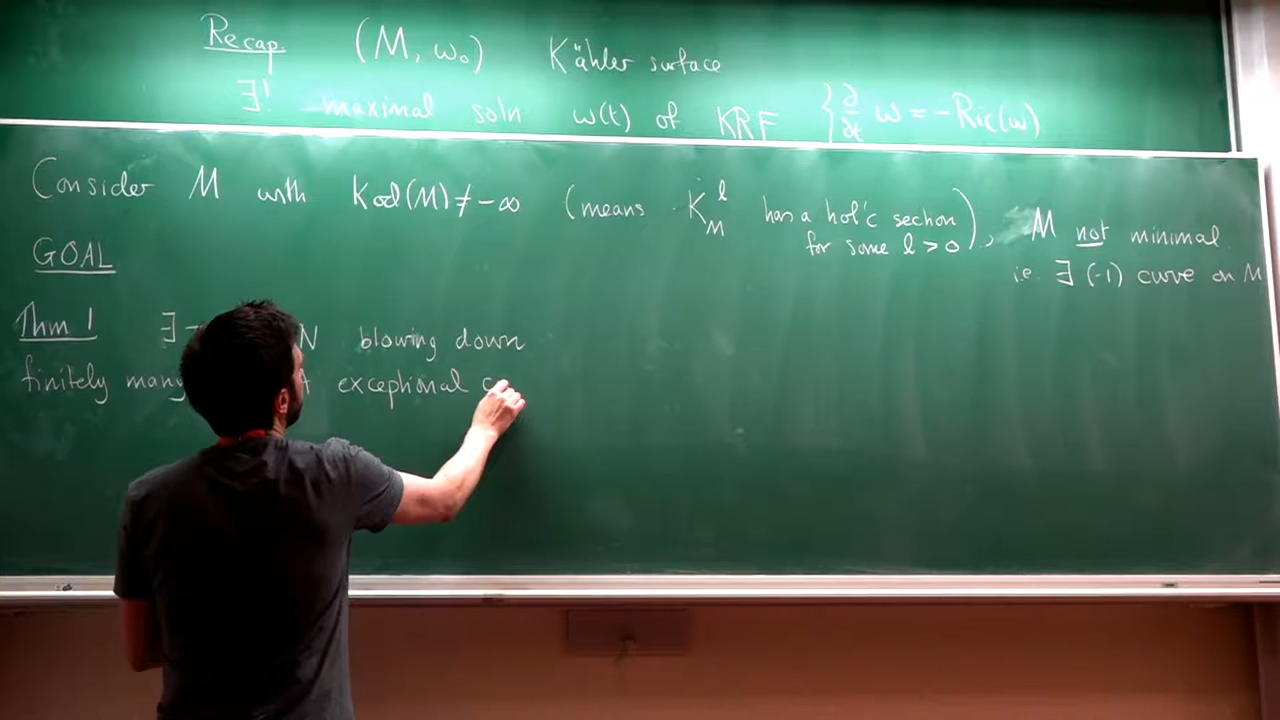 Recap. (M, ω₀) Kähler surface
∃! maximal soln ω(t) of KRF { ∂/∂t ω = -Ric(ω)
Consider M with Kod(M) ≠ -∞ (means K_M^l has a hol'c section for some l > 0), M not minimal
i.e. ∃ (-1) curve on M
GOAL
Thm 1 ∃ N blowing down
finitely many exceptional